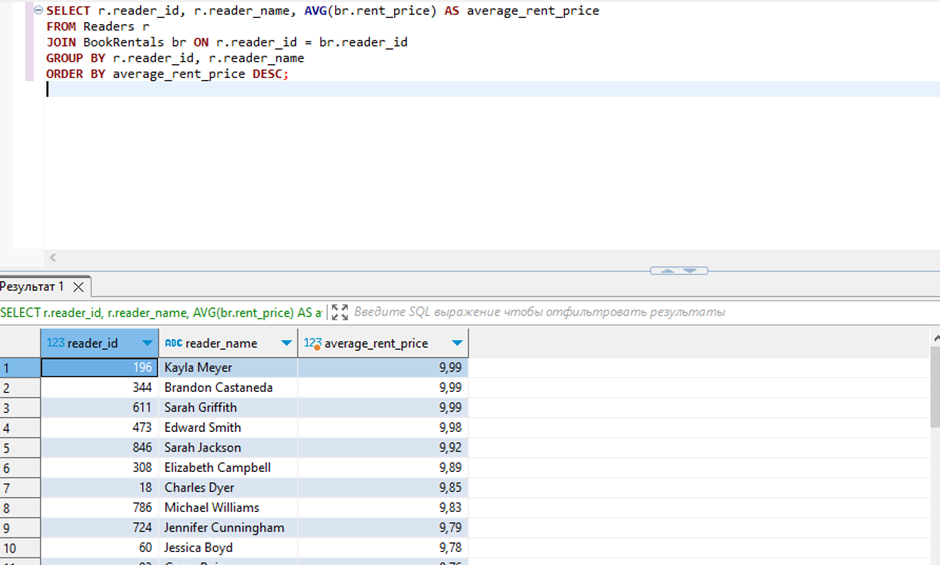 SELECT r.reader_id, r.reader_name, AVG(br.rent_price) AS average_rent_price
FROM Readers r
JOIN BookRentals br ON r.reader_id = br.reader_id
GROUP BY r.reader_id, r.reader_name
ORDER BY average_rent_price DESC;
Результат 1
SELECT r.reader_id, r.reader_name, AVG(br.rent_price) AS a Введите SQL выражение чтобы отфильтровать результаты
123 reader_id ABC reader_name 123 average_rent_price
1 196 Kayla Meyer 9,99
2 344 Brandon Castaneda 9,99
3 611 Sarah Griffith 9,99
4 473 Edward Smith 9,98
5 846 Sarah Jackson 9,92
6 308 Elizabeth Campbell 9,89
7 18 Charles Dyer 9,85
8 786 Michael Williams 9,83
9 724 Jennifer Cunningham 9,79
10 60 Jessica Boyd 9,78